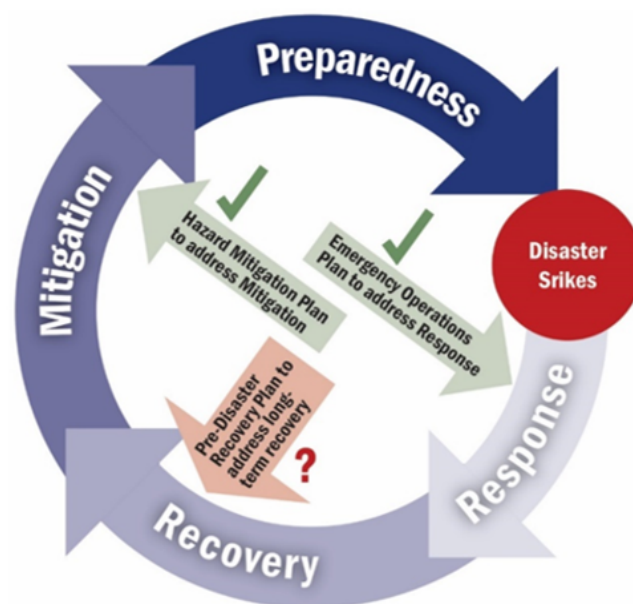 Preparedness
Disaster
Srikes
Response
Recovery
Mitigation
Hazard Mitigation Plan
to address Mitigation
Emergency Operations
Plan to address Response
Pre-Disaster
Recovery Plan to
address long-
term recovery
?